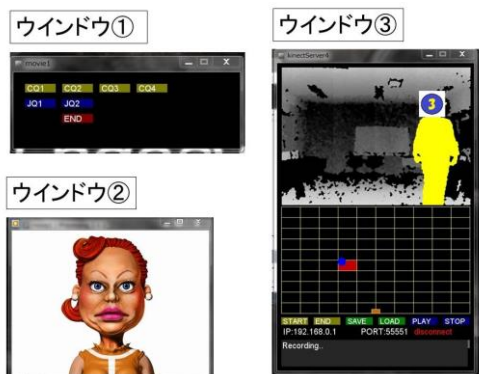 ウインドウ①
movie1
CQ1 CQ2 CQ3 CQ4
JQ1 JQ2
END
ウインドウ②
ウインドウ③
kinectServer4
3
START END SAVE LOAD PLAY STOP
IP:192.168.0.1 PORT:55551 disconnect
Recording..